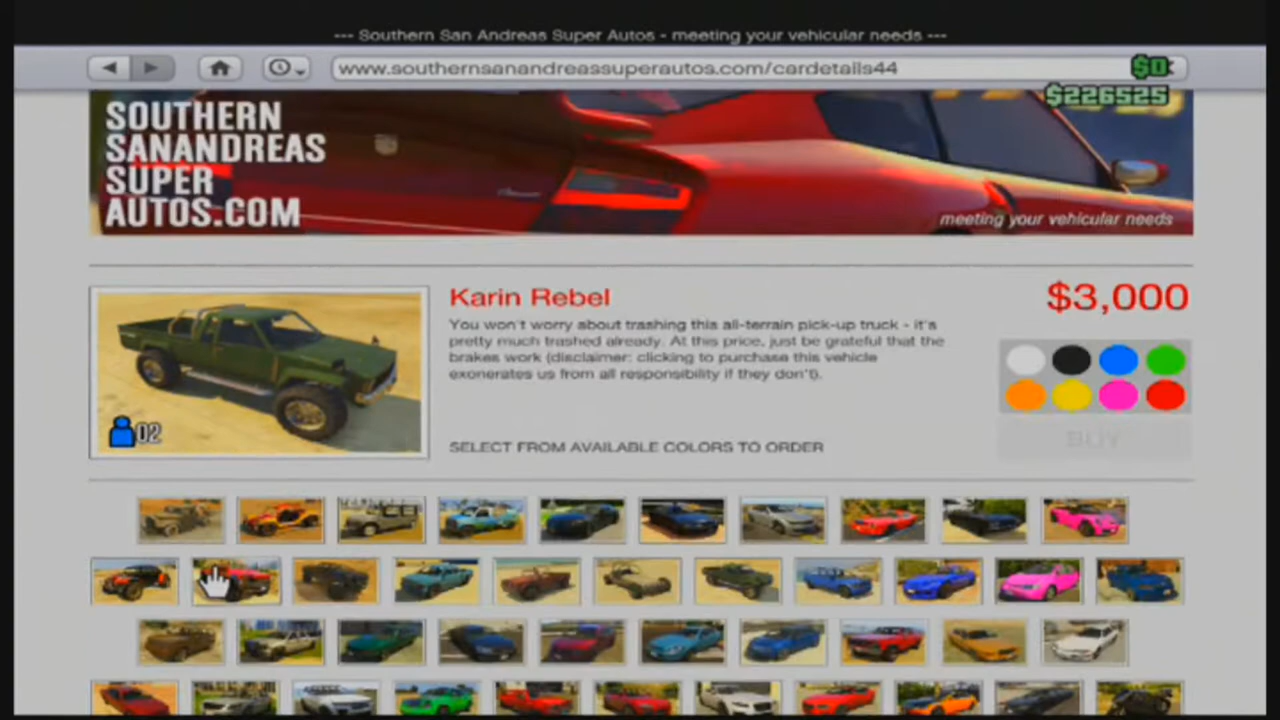 --- Southern San Andreas Super Autos - meeting your vehicular needs ---
www.southernsanandreassuperautos.com/cardetails44
$0
$226525
SOUTHERN
SANANDREAS
SUPER
AUTOS.COM
meeting your vehicular needs
Karin Rebel
$3,000
You won't worry about trashing this all-terrain pick-up truck - it's
pretty much trashed already. At this price, just be grateful that the
brakes work (disclaimer: clicking to purchase this vehicle
exonerates us from all responsibility if they don't).
02
SELECT FROM AVAILABLE COLORS TO ORDER
BUY